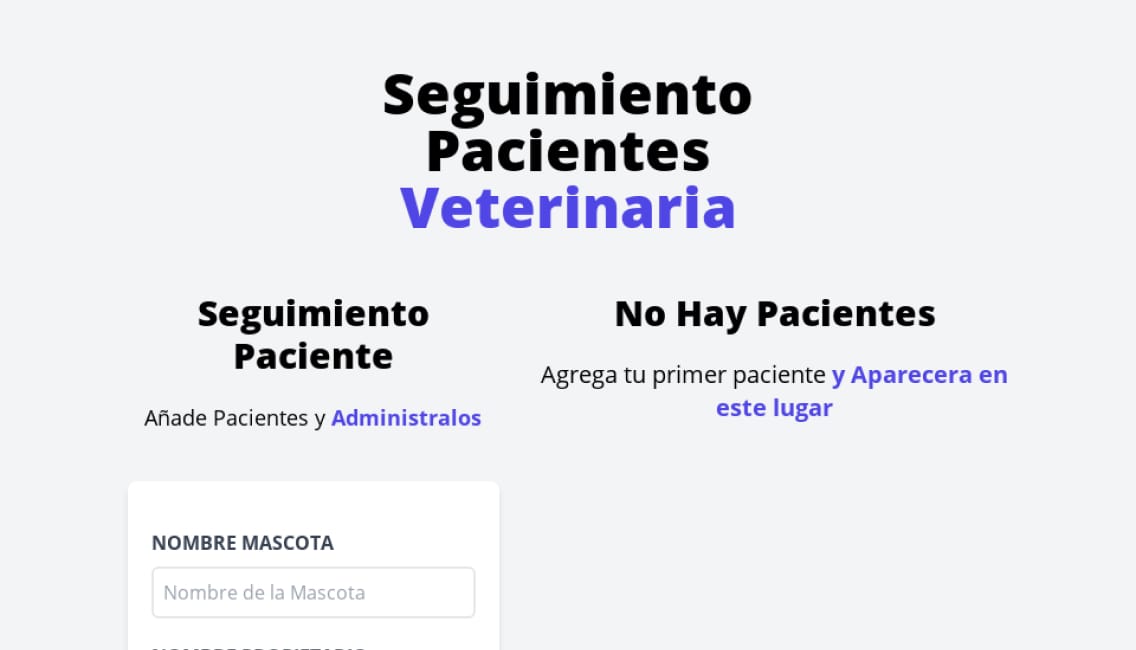 Seguimiento
Pacientes
Veterinaria
Seguimiento
Paciente
Añade Pacientes y Administralos
NOMBRE MASCOTA
Nombre de la Mascota
No Hay Pacientes
Agrega tu primer paciente y Aparecera en
este lugar